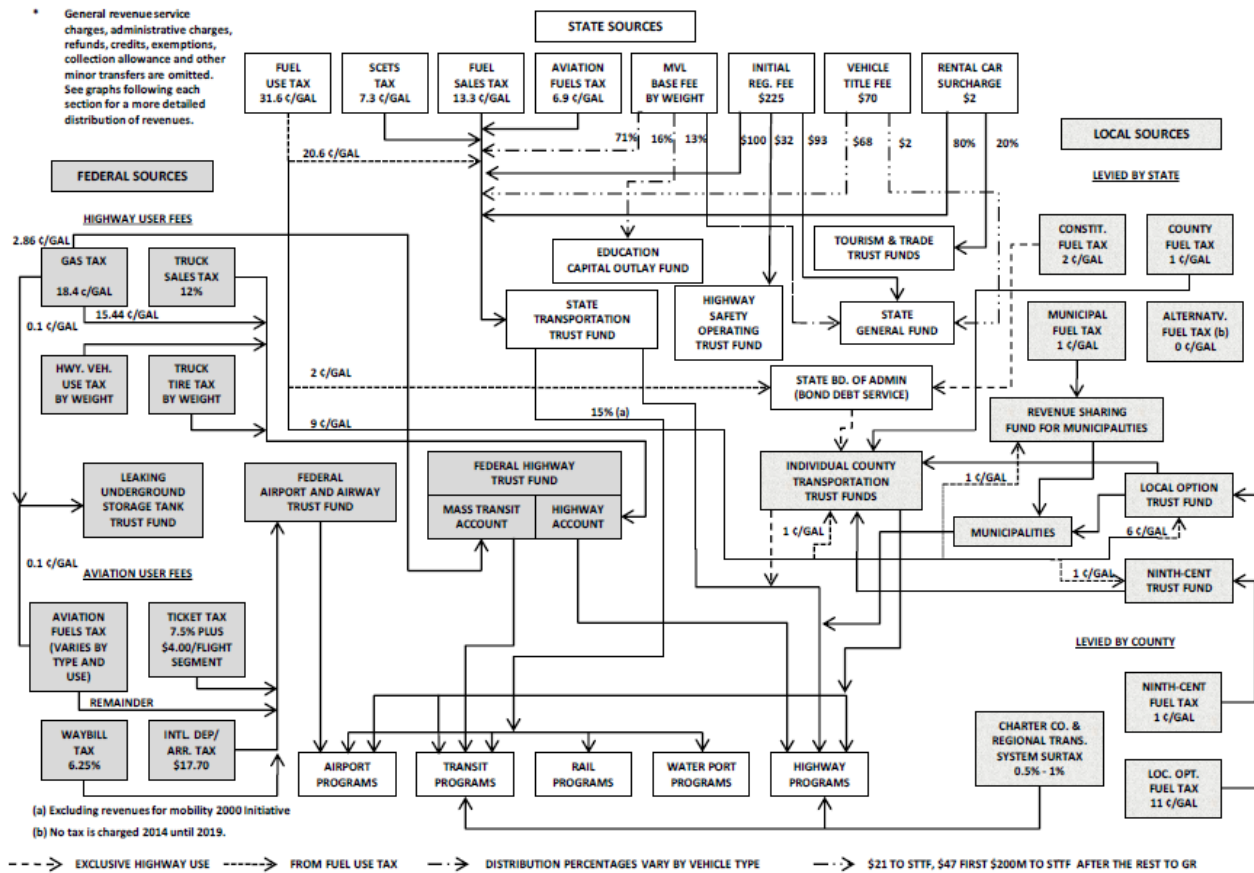 * General revenue service
charges, administrative charges,
refunds, credits, exemptions,
collection allowance and other
minor transfers are omitted.
See graphs following each
section for a more detailed
distribution of revenues.
STATE SOURCES
FUEL
USE TAX
31.6 ¢/GAL
SCETS
TAX
7.3 ¢/GAL
FUEL
SALES TAX
13.3 ¢/GAL
AVIATION
FUELS TAX
6.9 ¢/GAL
MVL
BASE FEE
BY WEIGHT
INITIAL
REG. FEE
$225
VEHICLE
TITLE FEE
$70
RENTAL CAR
SURCHARGE
$2
71%
16%
13%
$100
$32
$93
$68
$2
80%
20%
20.6 ¢/GAL
LOCAL SOURCES
LEVIED BY STATE
FEDERAL SOURCES
HIGHWAY USER FEES
2.86 ¢/GAL
GAS TAX
18.4 c/GAL
TRUCK
SALES TAX
12%
15.44 ¢/GAL
0.1 ¢/GAL
HWY. VEH.
USE TAX
BY WEIGHT
TRUCK
TIRE TAX
BY WEIGHT
EDUCATION
CAPITAL OUTLAY FUND
TOURISM & TRADE
TRUST FUNDS
STATE
TRANSPORTATION
TRUST FUND
HIGHWAY
SAFETY
OPERATING
TRUST FUND
STATE
GENERAL FUND
CONSTIT.
FUEL TAX
2 ¢/GAL
COUNTY
FUEL TAX
1 ¢/GAL
MUNICIPAL
FUEL TAX
1 ¢/GAL
ALTERNATV.
FUEL TAX (b)
0 ¢/GAL
2 ¢/GAL
STATE BD. OF ADMIN
(BOND DEBT SERVICE)
15% (a)
9 ¢/GAL
REVENUE SHARING
FUND FOR MUNICIPALITIES
LEAKING
UNDERGROUND
STORAGE TANK
TRUST FUND
FEDERAL
AIRPORT AND AIRWAY
TRUST FUND
FEDERAL HIGHWAY
TRUST FUND
MASS TRANSIT
ACCOUNT
HIGHWAY
ACCOUNT
INDIVIDUAL COUNTY
TRANSPORTATION
TRUST FUNDS
1 ¢/GAL
LOCAL OPTION
TRUST FUND
1 ¢/GAL
MUNICIPALITIES
6 ¢/GAL
1 ¢/GAL
NINTH-CENT
TRUST FUND
0.1 ¢/GAL
AVIATION USER FEES
AVIATION
FUELS TAX
(VARIES BY
TYPE AND
USE)
TICKET TAX
7.5% PLUS
$4.00/FLIGHT
SEGMENT
REMAINDER
WAYBILL
TAX
6.25%
INTL. DEP/
ARR. TAX
$17.70
LEVIED BY COUNTY
NINTH-CENT
FUEL TAX
1 ¢/GAL
CHARTER CO. &
REGIONAL TRANS.
SYSTEM SURTAX
0.5% - 1%
LOC. OPT.
FUEL TAX
11 ¢/GAL
AIRPORT
PROGRAMS
TRANSIT
PROGRAMS
RAIL
PROGRAMS
WATER PORT
PROGRAMS
HIGHWAY
PROGRAMS
(a) Excluding revenues for mobility 2000 Initiative
(b) No tax is charged 2014 until 2019.
EXCLUSIVE HIGHWAY USE
FROM FUEL USE TAX
DISTRIBUTION PERCENTAGES VARY BY VEHICLE TYPE
$21 TO STTF, $47 FIRST $200M TO STTF AFTER THE REST TO GR